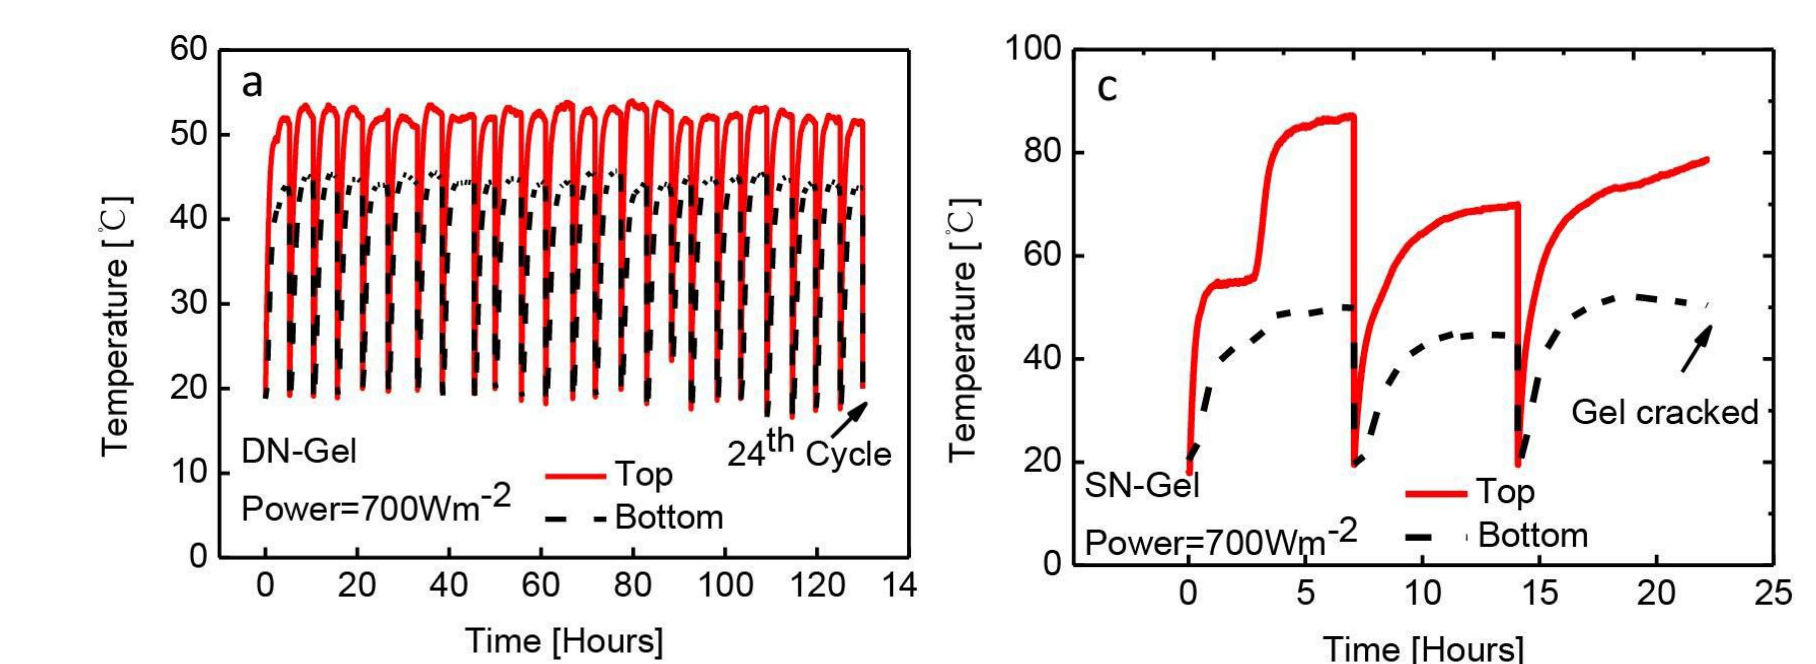 a
60
50
40
30
20
10
0
Temperature [℃]
DN-Gel
Power=700Wm-2
24th Cycle
Top
Bottom
0 20 40 60 80 100 120 14
Time [Hours]
c
100
80
60
40
20
0
Temperature [℃]
Gel cracked
SN-Gel
Power=700Wm-2
Top
Bottom
0 5 10 15 20 25
Time [Hours]